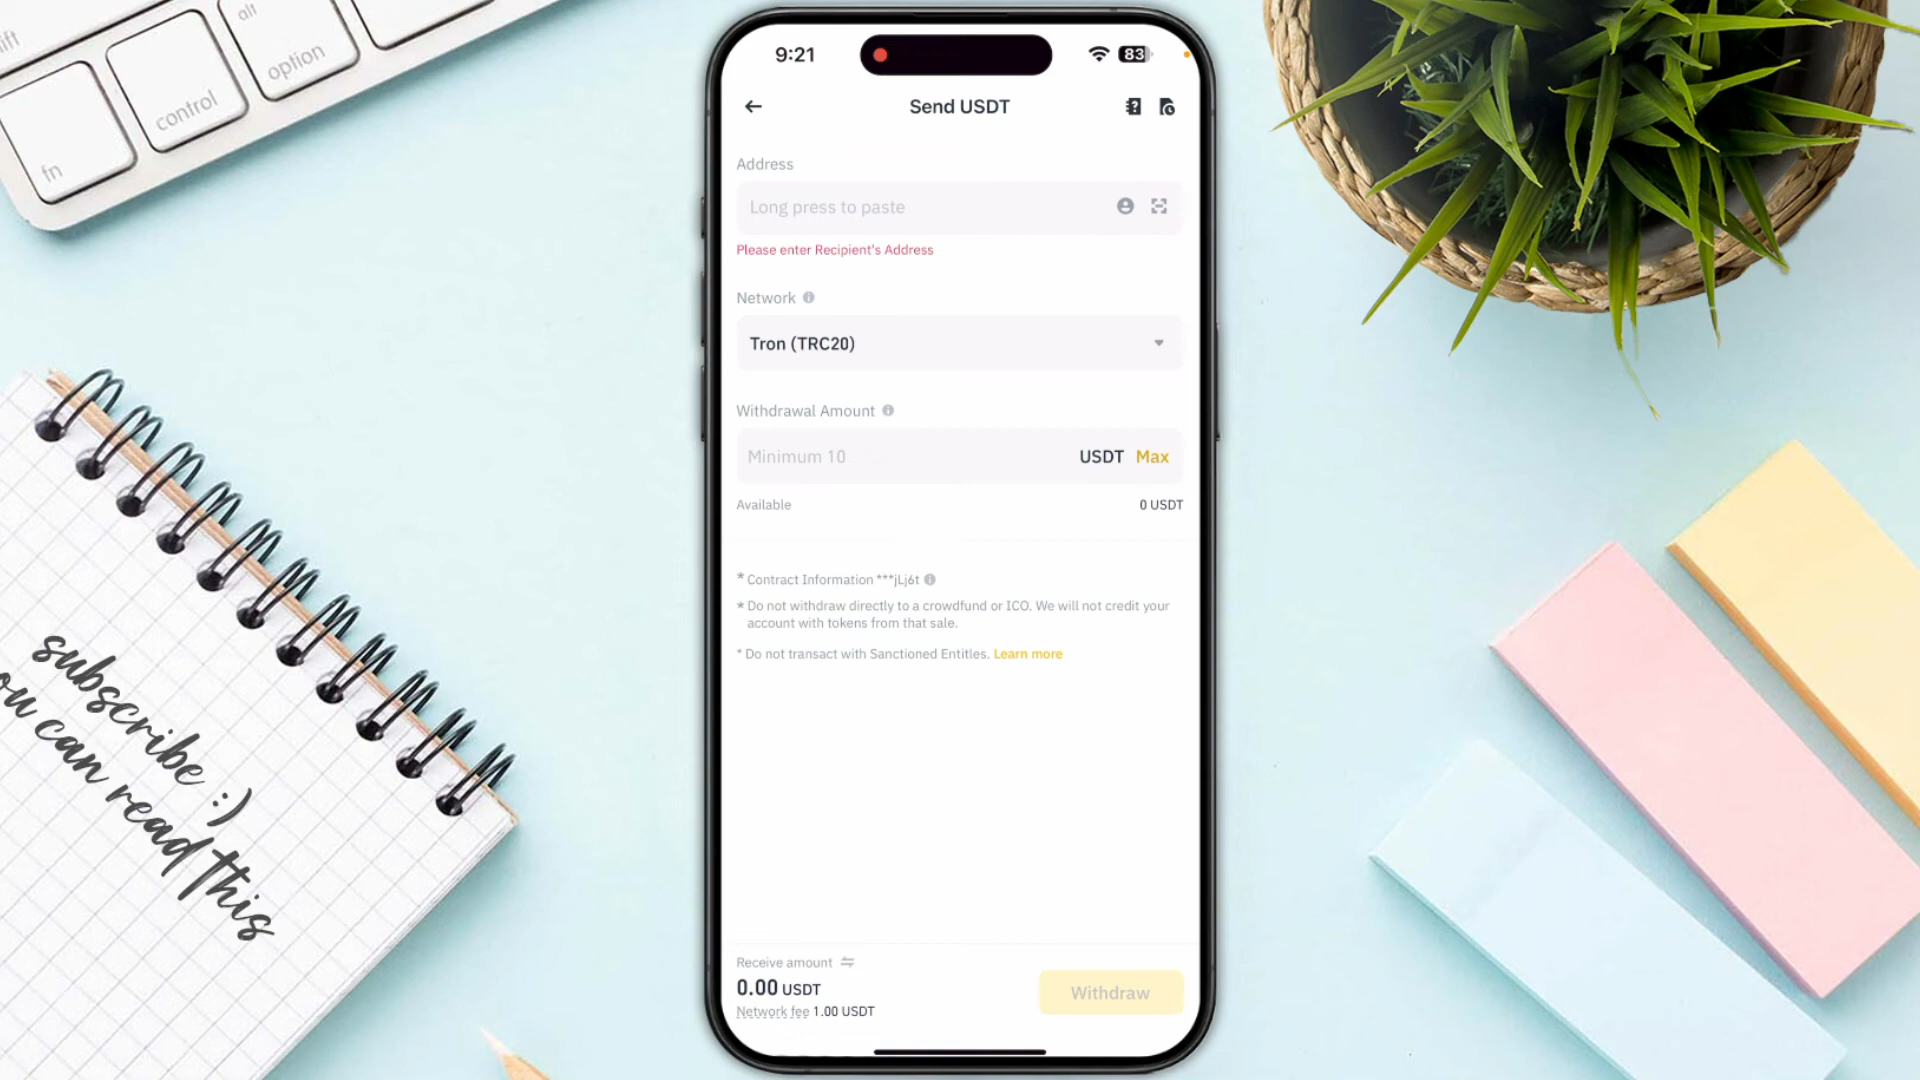 alt
option
control
fn
9:21
83
Send USDT
Address
Long press to paste
Please enter Recipient's Address
Network
Tron (TRC20)
Withdrawal Amount
Minimum 10
USDT Max
Available
0 USDT
* Contract Information ***jLj6t
* Do not withdraw directly to a crowdfund or ICO. We will not credit your
account with tokens from that sale.
* Do not transact with Sanctioned Entitles. Learn more
Receive amount
0.00 USDT
Network fee 1.00 USDT
Withdraw
subscribe :)
can read this